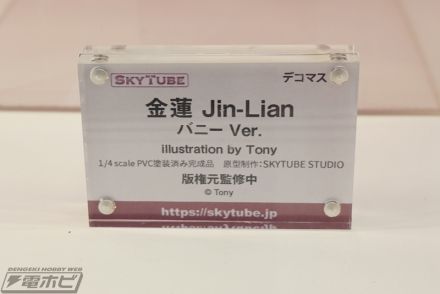 SKYTUBE
デコマス
金蓮 Jin-Lian
バニー Ver.
illustration by Tony
1/4 scale PVC塗装済み完成品 原型制作:SKYTUBE STUDIO
版権元監修中
© Tony
https://skytube.jp
DENGEKI HOBBY WEB
電ホビ